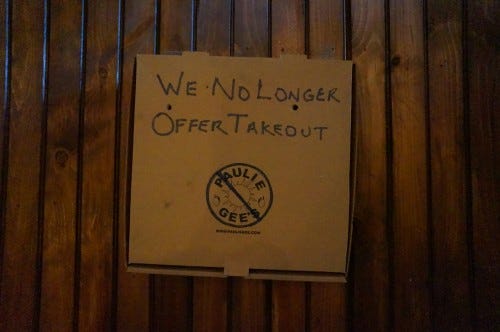 WE · NO LONGER
OFFER TAKEOUT
PAULIE
GEE'S